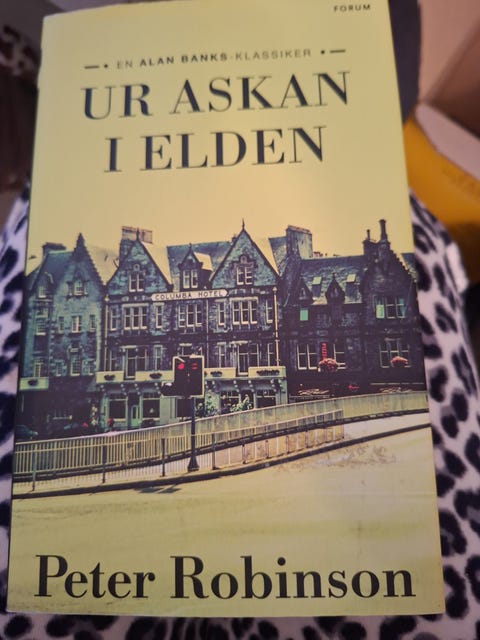 FORUM
EN ALAN BANKS-KLASSIKER
UR ASKAN
I ELDEN
COLUMBA HOTEL
Peter Robinson